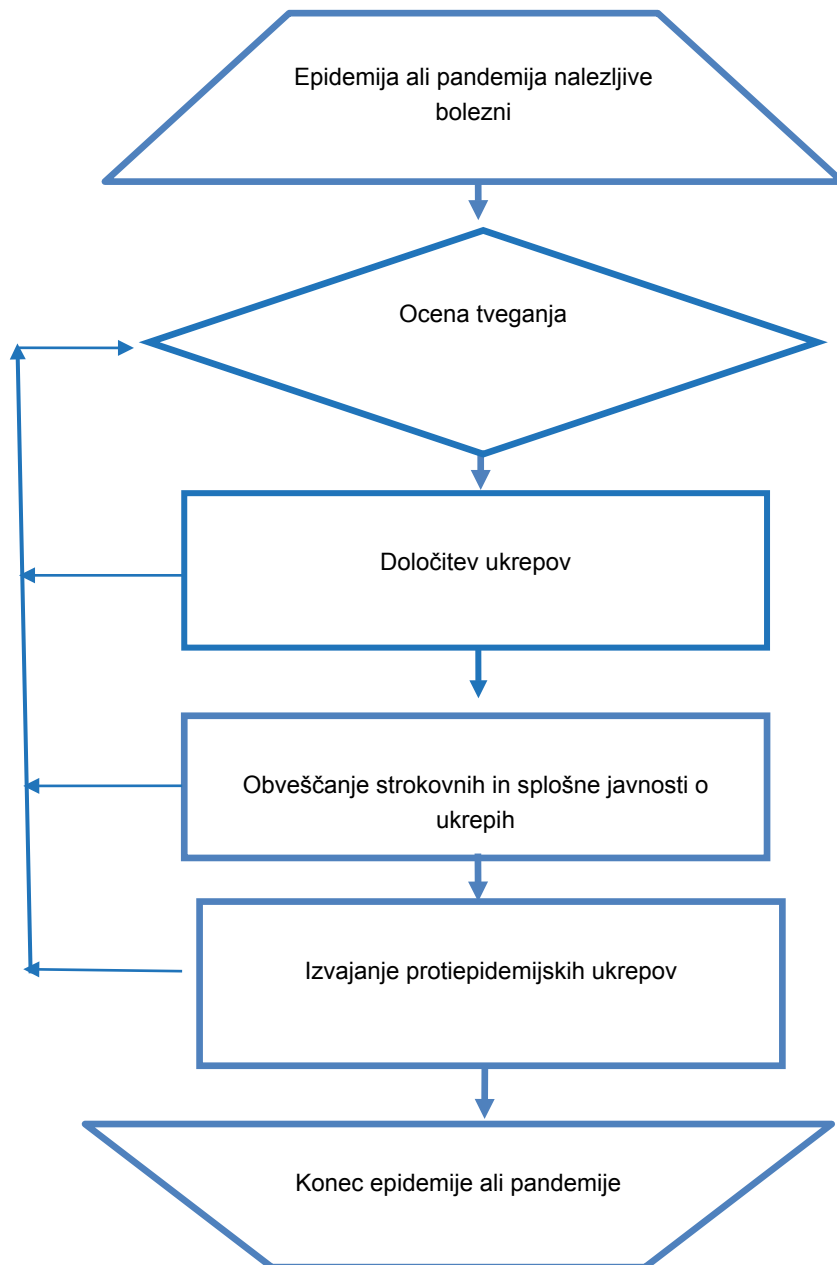 Epidemija ali pandemija nalezljive
bolezni
Ocena tveganja
Določitev ukrepov
Obveščanje strokovnih in splošne javnosti o
ukrepih
Izvajanje protiepidemijskih ukrepov
Konec epidemije ali pandemije